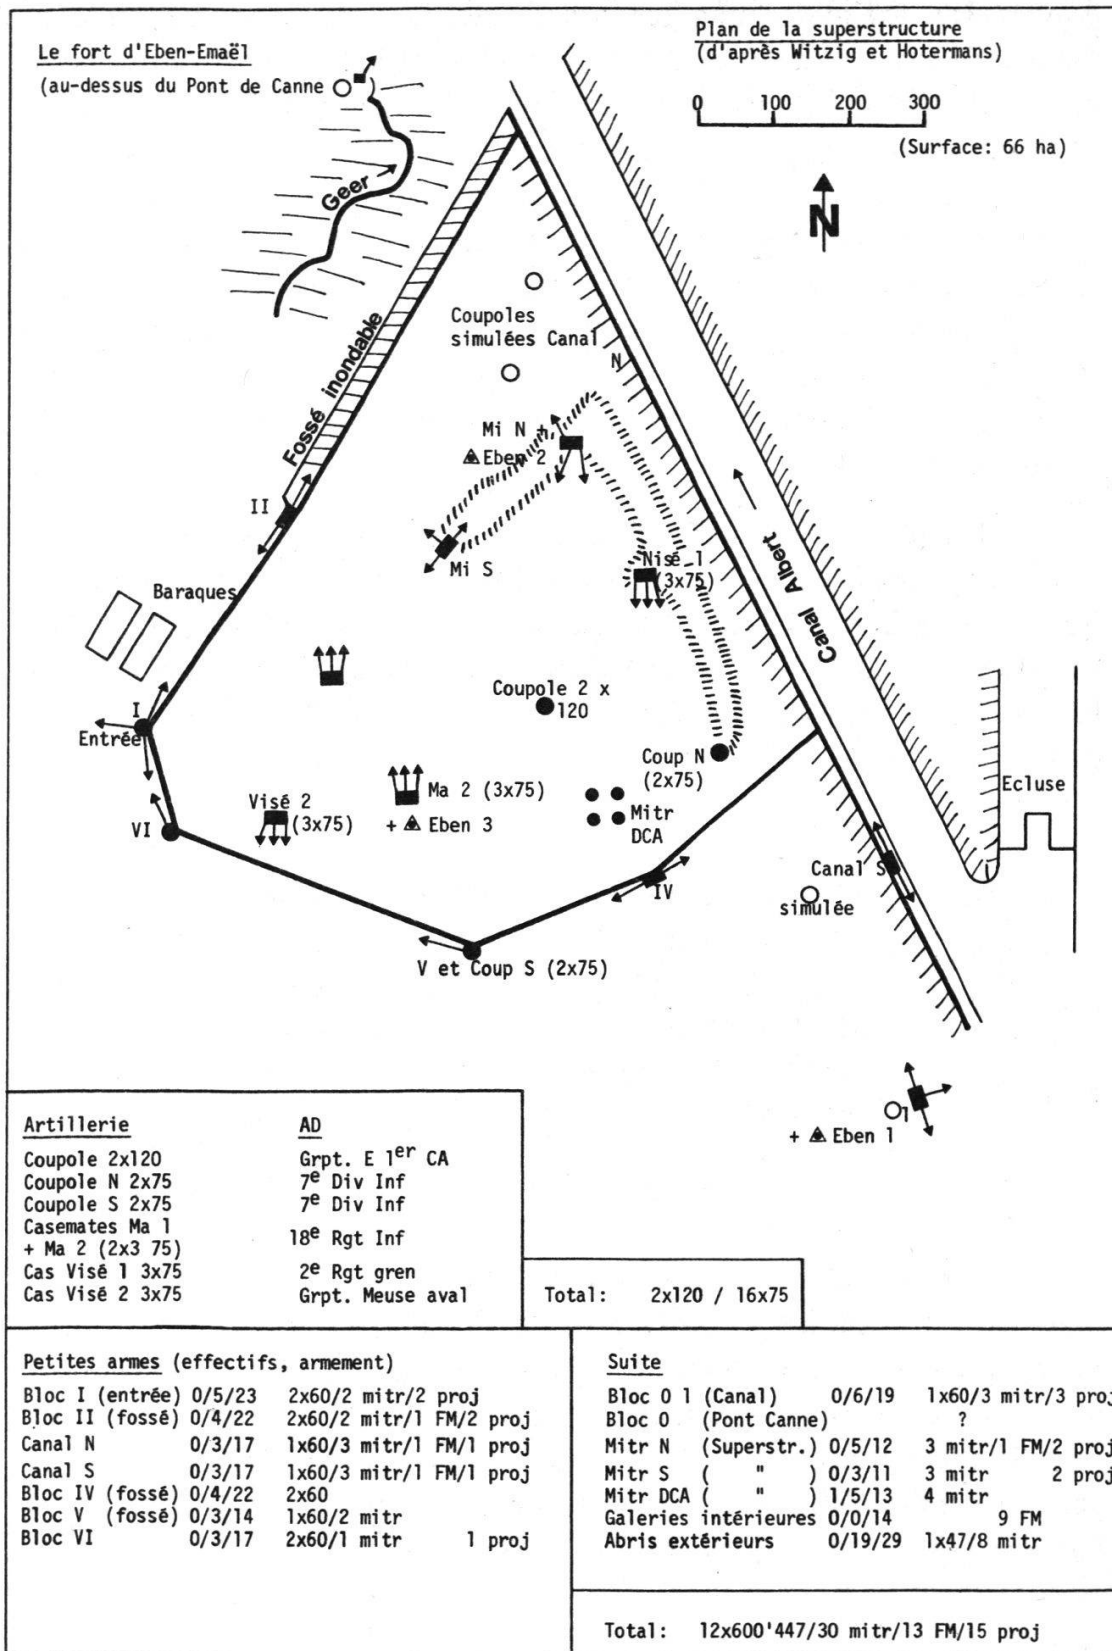 Le fort d'Eben-Emaël
(au-dessus du Pont de Canne
Plan de la superstructure
(d'après Witzig et Hotermans)
0 100 200 300
(Surface: 66 ha)
N
Geer
Fossé inondable
Coupoles
simulées Canal
N
Mi N +
Eben 2
II
Mi S
Nisé 1
(3x75)
Canal Albert
Baraques
I
Entrée
Coupole 2 x
120
Coup N
(2x75)
Ecluse
Visé 2
(3x75)
Ma 2 (3x75)
+ Eben 3
Mitr
DCA
VI
IV
Canal S
simulée
V et Coup S (2x75)
01
+ Eben 1
Artillerie AD
Coupole 2x120 Grpt. E 1er CA
Coupole N 2x75 7e Div Inf
Coupole S 2x75 7e Div Inf
Casemates Ma 1
+ Ma 2 (2x3 75) 18e Rgt Inf
Cas Visé 1 3x75 2e Rgt gren
Cas Visé 2 3x75 Grpt. Meuse aval
Total: 2x120 / 16x75
Petites armes (effectifs, armement)
Bloc I (entrée) 0/5/23 2x60/2 mitr/2 proj
Bloc II (fossé) 0/4/22 2x60/2 mitr/1 FM/2 proj
Canal N 0/3/17 1x60/3 mitr/1 FM/1 proj
Canal S 0/3/17 1x60/3 mitr/1 FM/1 proj
Bloc IV (fossé) 0/4/22 2x60
Bloc V (fossé) 0/3/14 1x60/2 mitr
Bloc VI 0/3/17 2x60/1 mitr 1 proj
Suite
Bloc O 1 (Canal) 0/6/19 1x60/3 mitr/3 proj
Bloc O (Pont Canne) ?
Mitr N (Superstr.) 0/5/12 3 mitr/1 FM/2 proj
Mitr S ( " ) 0/3/11 3 mitr 2 proj
Mitr DCA ( " ) 1/5/13 4 mitr
Galeries intérieures 0/0/14 9 FM
Abris extérieurs 0/19/29 1x47/8 mitr
Total: 12x600'447/30 mitr/13 FM/15 proj